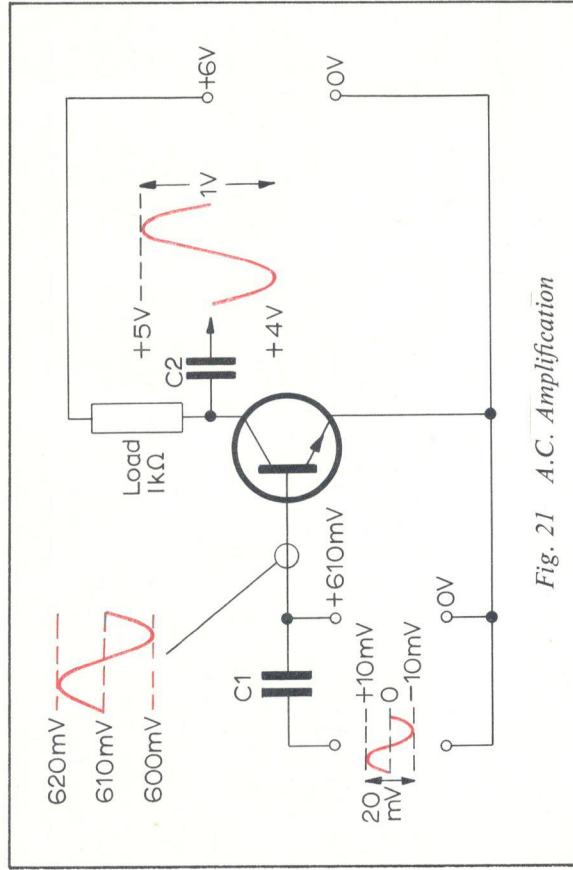 620mV
610mV
600mV
Load
1kΩ
+6V
+5V
1V
C2
+4V
C1
+610mV
0V
20
mV
+10mV
0
-10mV
0V
Fig. 21 A.C. Amplification